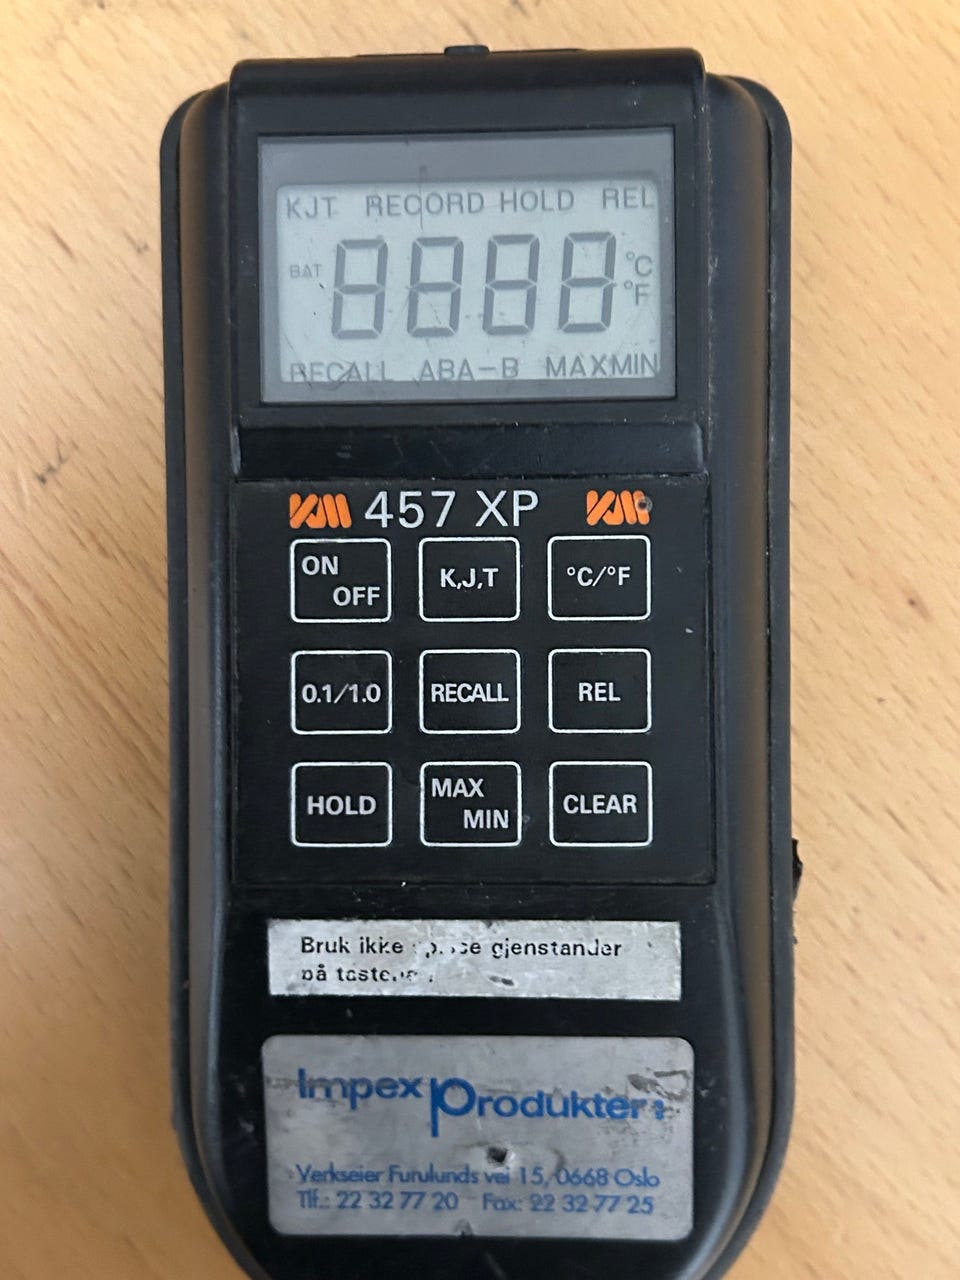 KJT RECORD HOLD REL
BAT 8888 °C
°F
RECALL ABA-B MAXMIN
KM 457 XP KM
ON
OFF
K,J,T
°C/°F
0.1/1.0
RECALL
REL
HOLD
MAX
MIN
CLEAR
Bruk ikke gjenstander
på
Impex Produkter
Verkseier Furulunds vei 15, 0668 Oslo
Tlf.: 22 32 77 20 Fax: 22 32 77 25